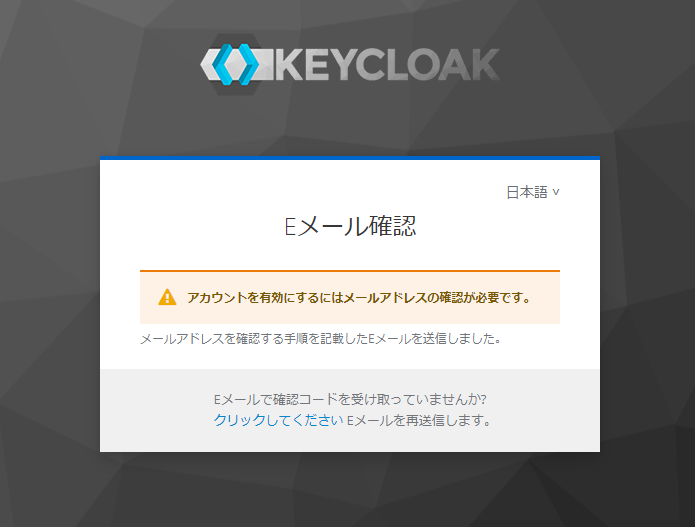 KEYCLOAK
日本語
Eメール確認
アカウントを有効にするにはメールアドレスの確認が必要です。
メールアドレスを確認する手順を記載したEメールを送信しました。
Eメールで確認コードを受け取っていませんか?
クリックしてください Eメールを再送信します。